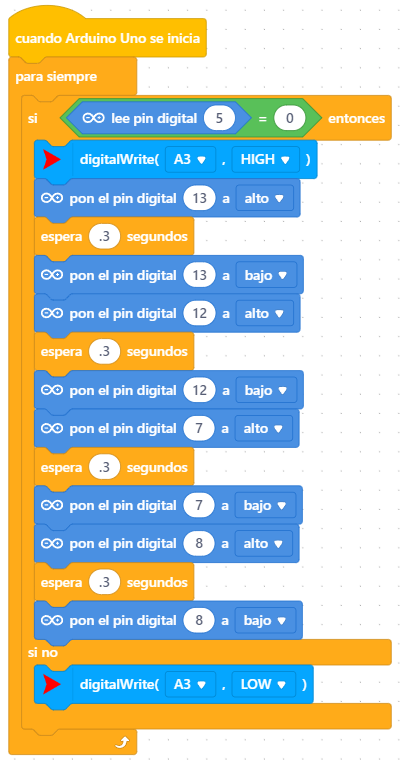 cuando Arduino Uno se inicia
para siempre
si lee pin digital 5 = 0 entonces
digitalWrite( A3 , HIGH )
pon el pin digital 13 a alto
espera .3 segundos
pon el pin digital 13 a bajo
pon el pin digital 12 a alto
espera .3 segundos
pon el pin digital 12 a bajo
pon el pin digital 7 a alto
espera .3 segundos
pon el pin digital 7 a bajo
pon el pin digital 8 a alto
espera .3 segundos
pon el pin digital 8 a bajo
si no
digitalWrite( A3 , LOW )